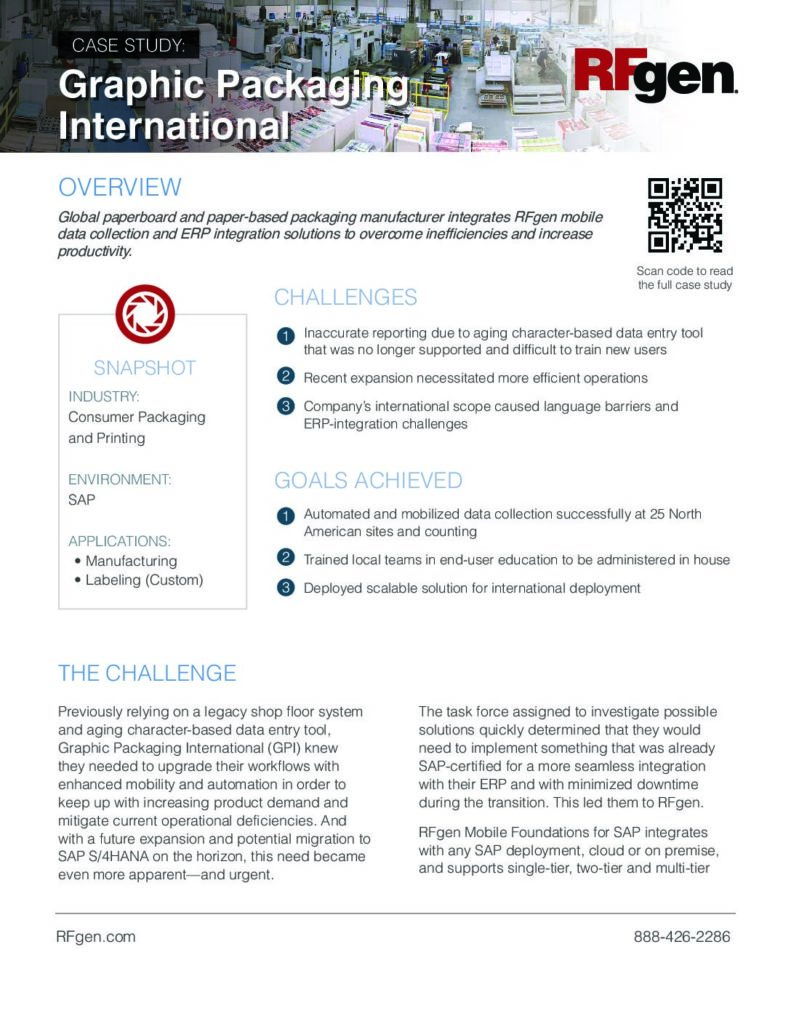 CASE STUDY:
Graphic Packaging
International
RFgen.
OVERVIEW
Global paperboard and paper-based packaging manufacturer integrates RFgen mobile
data collection and ERP integration solutions to overcome inefficiencies and increase
productivity.
Scan code to read
the full case study
SNAPSHOT
INDUSTRY:
Consumer Packaging
and Printing
ENVIRONMENT:
SAP
APPLICATIONS:
• Manufacturing
• Labeling (Custom)
CHALLENGES
1 Inaccurate reporting due to aging character-based data entry tool
that was no longer supported and difficult to train new users
2 Recent expansion necessitated more efficient operations
3 Company's international scope caused language barriers and
ERP-integration challenges
GOALS ACHIEVED
1 Automated and mobilized data collection successfully at 25 North
American sites and counting
2 Trained local teams in end-user education to be administered in house
3 Deployed scalable solution for international deployment
THE CHALLENGE
Previously relying on a legacy shop floor system
and aging character-based data entry tool,
Graphic Packaging International (GPI) knew
they needed to upgrade their workflows with
enhanced mobility and automation in order to
keep up with increasing product demand and
mitigate current operational deficiencies. And
with a future expansion and potential migration to
SAP S/4HANA on the horizon, this need became
even more apparent—and urgent.
The task force assigned to investigate possible
solutions quickly determined that they would
need to implement something that was already
SAP-certified for a more seamless integration
with their ERP and with minimized downtime
during the transition. This led them to RFgen.
RFgen Mobile Foundations for SAP integrates
with any SAP deployment, cloud or on premise,
and supports single-tier, two-tier and multi-tier
RFgen.com
888-426-2286